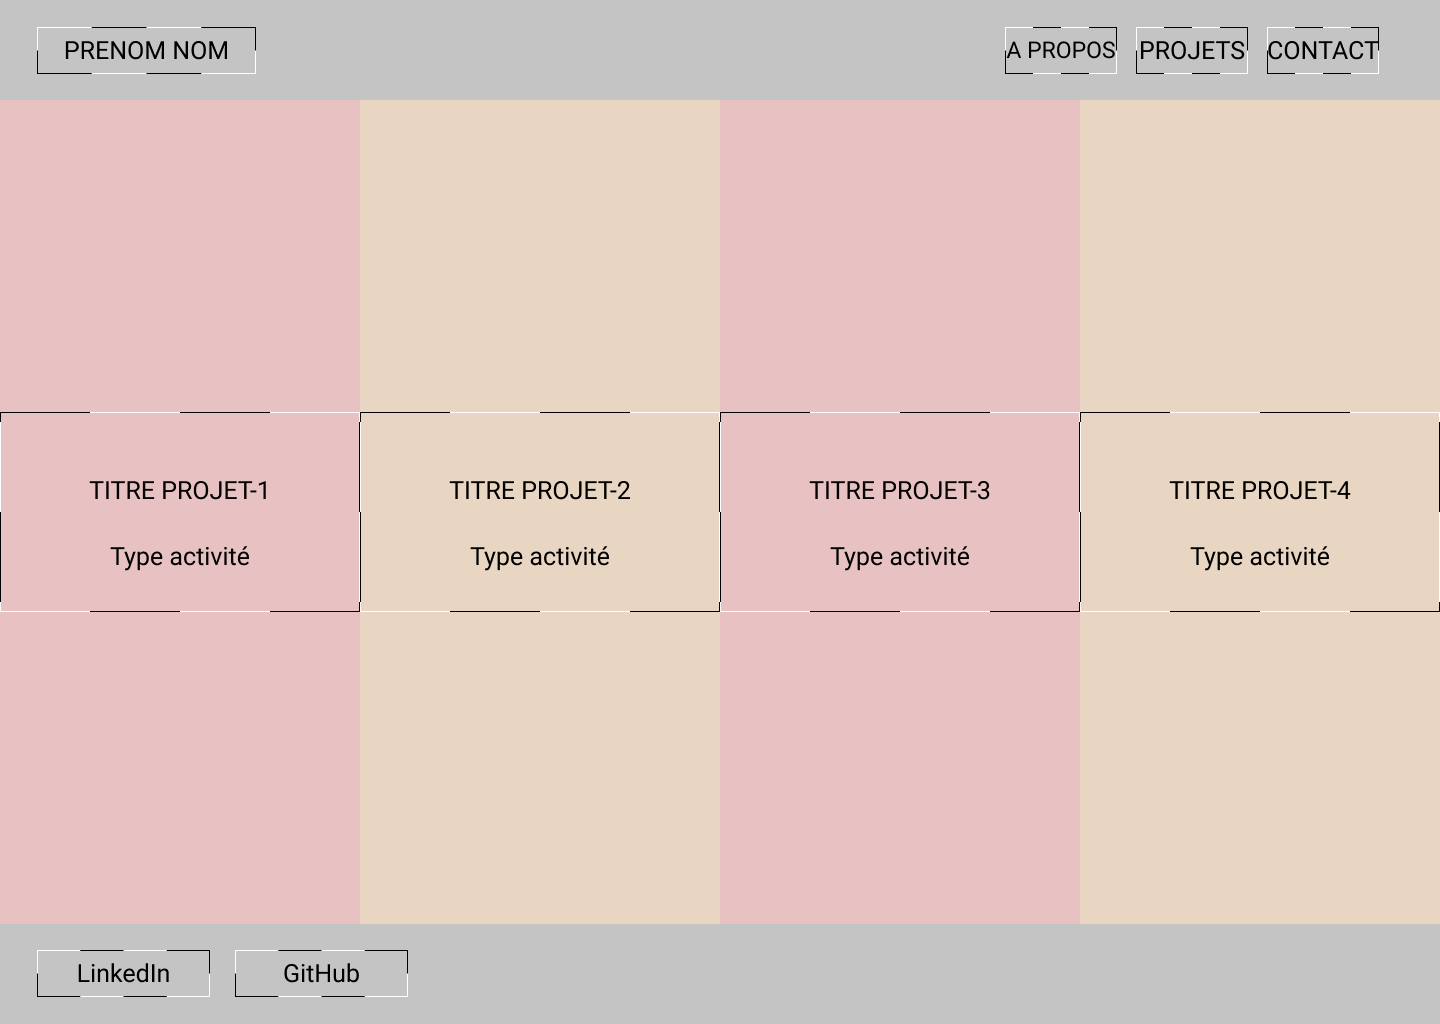 PRENOM NOM
A PROPOS
PROJETS
CONTACT
TITRE PROJET-1
Type activité
TITRE PROJET-2
Type activité
TITRE PROJET-3
Type activité
TITRE PROJET-4
Type activité
LinkedIn
GitHub